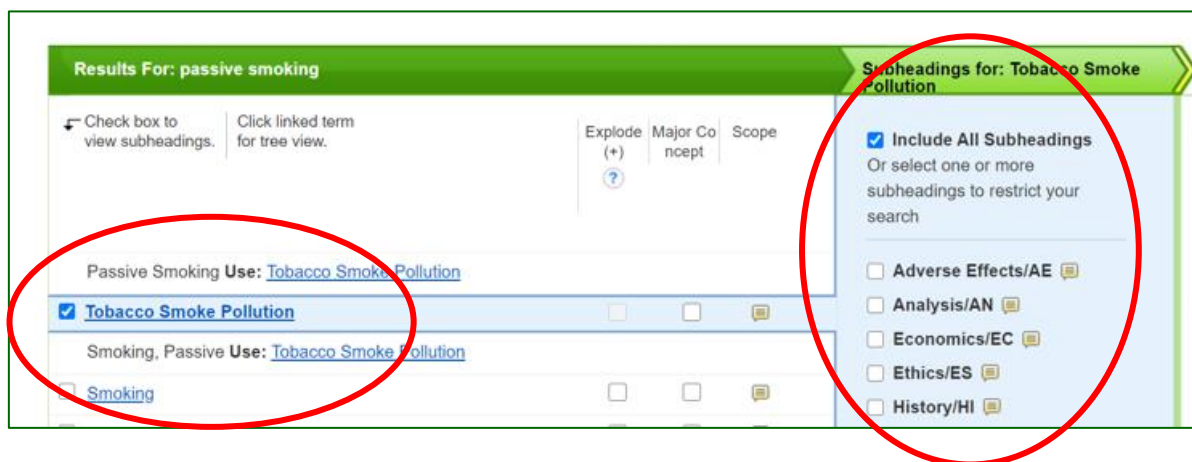 Results For: passive smoking
Subheadings for: Tobacco Smoke
Pollution
Check box to
view subheadings.
Click linked term
for tree view.
Explode
(+)
?
Major Co
ncept
Scope
Include All Subheadings
Or select one or more
subheadings to restrict your
search
Passive Smoking Use: Tobacco Smoke Pollution
Tobacco Smoke Pollution
Smoking, Passive Use: Tobacco Smoke Pollution
Smoking
Adverse Effects/AE
Analysis/AN
Economics/EC
Ethics/ES
History/HI